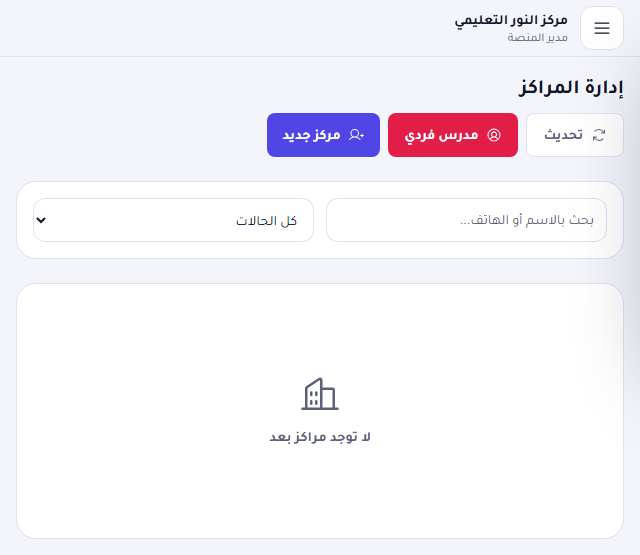 مركز النور التعليمي
مدير المنصة
إدارة المراكز
تحديث
مدرس فردي
مركز جديد
بحث بالاسم أو الهاتف...
كل الحالات
لا توجد مراكز بعد